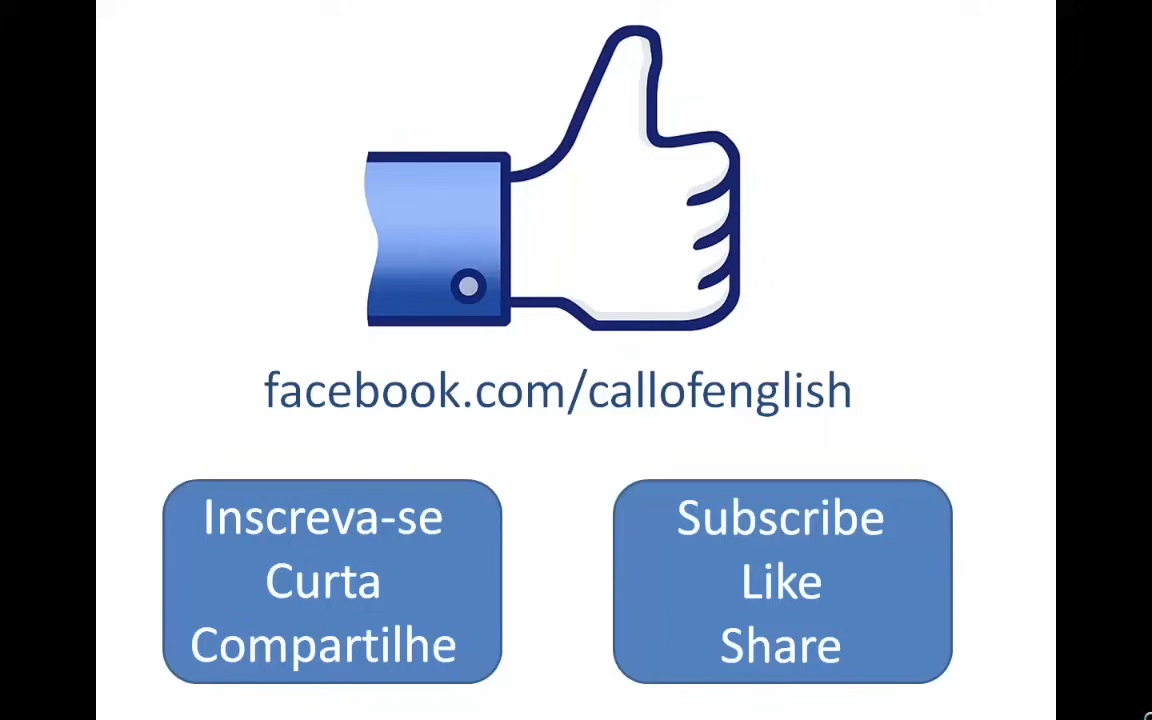 facebook.com/callofenglish
Inscreva-se
Curta
Compartilhe
Subscribe
Like
Share